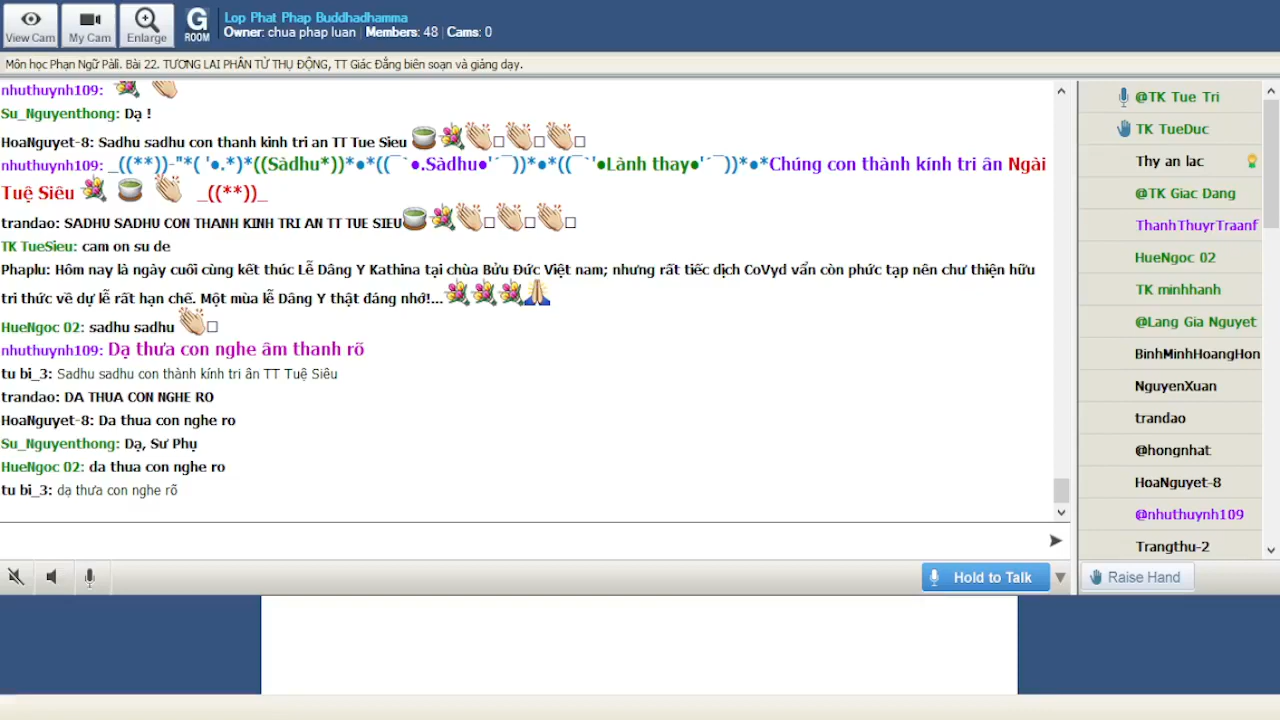 View Cam
My Cam
Enlarge
G
ROOM
Lop Phat Phap Buddhadhamma
Owner: chua phap luan | Members: 48 | Cams: 0
Môn học Phạn Ngữ Pāli. Bài 22. TƯƠNG LAI PHÂN TỪ THỤ ĐỘNG, TT Giác Đẳng biên soạn và giảng dạy.
nhuthuynh109:
Su_Nguyenthong: Dạ !
HoaNguyet-8: Sadhu sadhu con thanh kinh tri an TT Tue Sieu
nhuthuynh109: _((**))-"*( '●.*)*((Sàdhu*))*●*((¯`●.Sàdhu●'´¯))*●*((¯`'●Lành thay●'´¯))*●*Chúng con thành kính tri ân Ngài
Tuệ Siêu _((**))_
trandao: SADHU SADHU CON THANH KINH TRI AN TT TUE SIEU
TK TueSieu: cam on su de
Phaplu: Hôm nay là ngày cuối cùng kết thúc Lễ Dâng Y Kathina tại chùa Bửu Đức Việt nam; nhưng rất tiếc dịch CoVyd vẩn còn phức tạp nên chư thiện hữu
tri thức về dự lễ rất hạn chế. Một mùa lễ Dâng Y thật đáng nhớ!...
HueNgoc 02: sadhu sadhu
nhuthuynh109: Dạ thưa con nghe âm thanh rõ
tu bi_3: Sadhu sadhu con thành kính tri ân TT Tuệ Siêu
trandao: DA THUA CON NGHE RO
HoaNguyet-8: Da thua con nghe ro
Su_Nguyenthong: Dạ, Sư Phụ
HueNgoc 02: da thua con nghe ro
tu bi_3: dạ thưa con nghe rõ
@TK Tue Tri
TK TueDuc
Thy an lac
@TK Giac Dang
ThanhThuyrTraanf
HueNgoc 02
TK minhhanh
@Lang Gia Nguyet
BinhMinhHoangHon
NguyenXuan
trandao
@hongnhat
HoaNguyet-8
@nhuthuynh109
Trangthu-2
Hold to Talk
Raise Hand